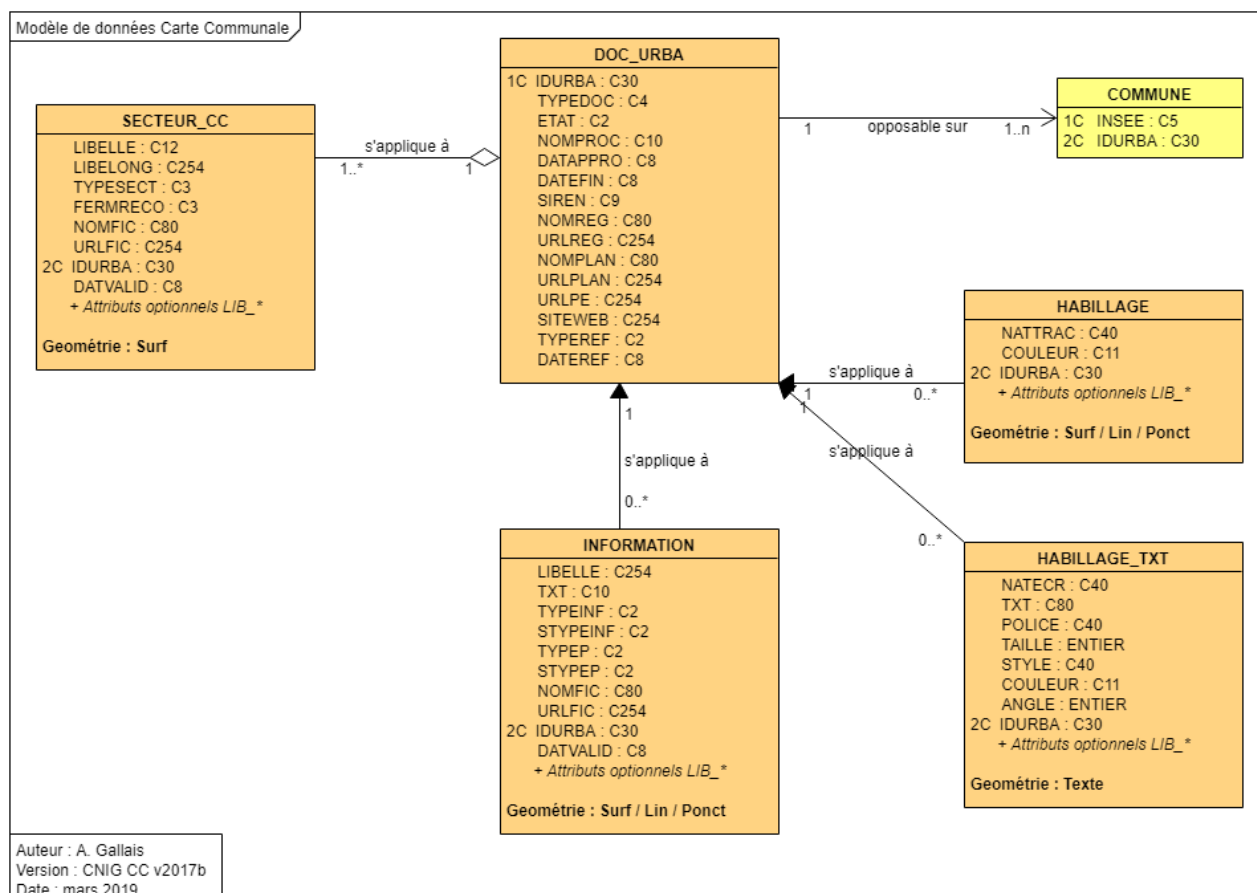 Modèle de données Carte Communale
DOC_URBA
1C IDURBA : C30
TYPEDOC : C4
ETAT : C2
NOMPROC : C10
DATAPPRO : C8
DATEFIN : C8
SIREN : C9
NOMREG : C80
URLREG : C254
NOMPLAN : C80
URLPLAN : C254
URLPE : C254
SITEWEB : C254
TYPEREF : C2
DATEREF : C8
COMMUNE
1C INSEE : C5
2C IDURBA : C30
1
opposable sur
1..n
SECTEUR_CC
LIBELLE : C12
LIBELONG : C254
TYPESECT : C3
FERMRECO : C3
NOMFIC : C80
URLFIC : C254
2C IDURBA : C30
DATVALID : C8
+ Attributs optionnels LIB_*
Geométrie : Surf
s'applique à
1..*
1
HABILLAGE
NATTRAC : C40
COULEUR : C11
2C IDURBA : C30
+ Attributs optionnels LIB_*
Geométrie : Surf / Lin / Ponct
s'applique à
1
0..*
1
s'applique à
0..*
1
s'applique à
0..*
INFORMATION
LIBELLE : C254
TXT : C10
TYPEINF : C2
STYPEINF : C2
TYPEP : C2
STYPEP : C2
NOMFIC : C80
URLFIC : C254
2C IDURBA : C30
DATVALID : C8
+ Attributs optionnels LIB_*
Geométrie : Surf / Lin / Ponct
HABILLAGE_TXT
NATECR : C40
TXT : C80
POLICE : C40
TAILLE : ENTIER
STYLE : C40
COULEUR : C11
ANGLE : ENTIER
2C IDURBA : C30
+ Attributs optionnels LIB_*
Geométrie : Texte
Auteur : A. Gallais
Version : CNIG CC v2017b
Date : mars 2019